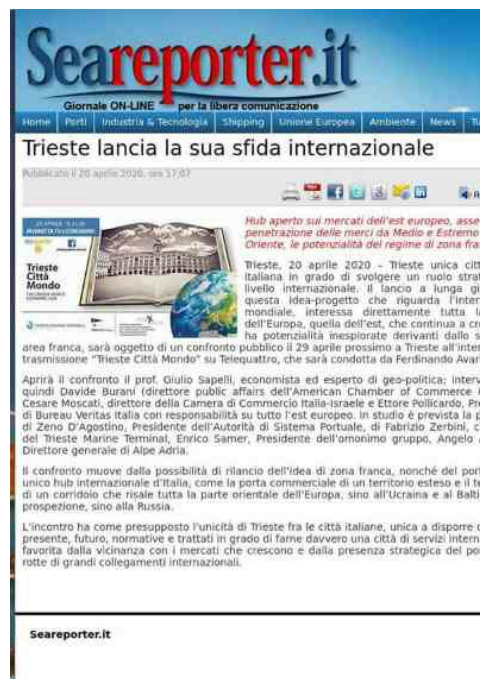 Seareporter.it
Giornale ON-LINE per la libera comunicazione
Home Porti Industria & Tecnologia Shipping Unione Europea Ambiente News
Trieste lancia la sua sfida internazionale
Pubblicato il 20 aprile 2020, ore 17:07
Hub aperto sui mercati dell'est europeo, asse
penetrazione delle merci da Medio e Estremo
Oriente, le potenzialità del regime di zona fra
Trieste
Città
Mondo
Trieste, 20 aprile 2020 – Trieste unica citt
italiana in grado di svolgere un ruolo strat
livello internazionale. Il lancio a lunga gi
questa idea-progetto che riguarda l'inter
mondiale, interessa direttamente tutta l
dell'Europa, quella dell'est, che continua a cr
ha potenzialità inesplorate derivanti dallo s
area franca, sarà oggetto di un confronto pubblico il 29 aprile prossimo a Trieste all'inter
trasmissione "Trieste Città Mondo" su Telequattro, che sarà condotta da Ferdinando Avar
Aprirà il confronto il prof. Giulio Sapelli, economista ed esperto di geo-politica; interv
quindi Davide Burani (direttore public affairs dell'American Chamber of Commerce
Cesare Moscati, direttore della Camera di Commercio Italia-Israele e Ettore Pollicardo, Pre
di Bureau Veritas Italia con responsabilità su tutto l'est europeo. In studio è prevista la p
di Zeno D'Agostino, Presidente dell'Autorità di Sistema Portuale, di Fabrizio Zerbini, c
del Trieste Marine Terminal, Enrico Samer, Presidente dell'omonimo gruppo, Angelo
Direttore generale di Alpe Adria.
Il confronto muove dalla possibilità di rilancio dell'idea di zona franca, nonché del por
unico hub internazionale d'Italia, come la porta commerciale di un territorio esteso e il t
di un corridoio che risale tutta la parte orientale dell'Europa, sino all'Ucraina e al Balti
prospezione, sino alla Russia.
L'incontro ha come presupposto l'unicità di Trieste fra le città italiane, unica a disporre
presente, futuro, normative e trattati in grado di farne davvero una città di servizi intern
favorita dalla vicinanza con i mercati che crescono e dalla presenza strategica del po
rotte di grandi collegamenti internazionali.
Seareporter.it